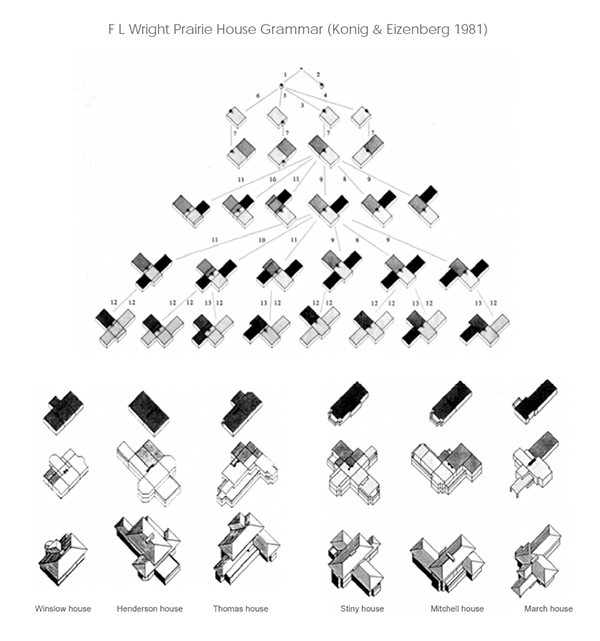 F L Wright Prairie House Grammar (Konig & Eizenberg 1981)
1 2
6 5 3 4
7 7 7 7
11 10 11 9 8 9
11 10 11 9 8 9
12 12 12 12 13 12 13 12 12 12 12 12 13 12 13 12
Winslow house Henderson house Thomas house Stiny house Mitchell house March house